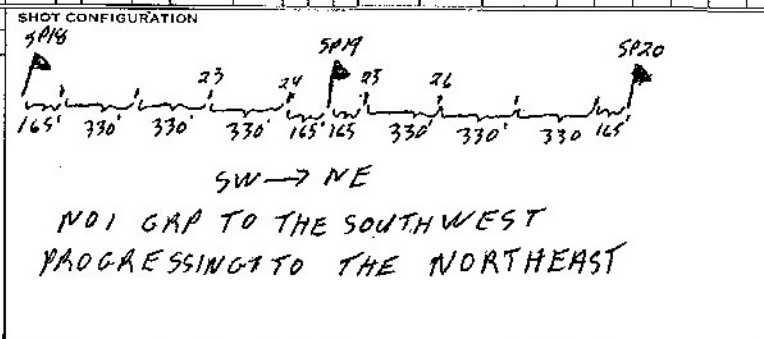 SHOT CONFIGURATION
SP18 SP19 SP20
23 24 25 26
165' 330' 330' 330' 165' 165 330' 330' 330 165'
SW → NE
NO1 GRP TO THE SOUTHWEST
PROGRESSING TO THE NORTHEAST